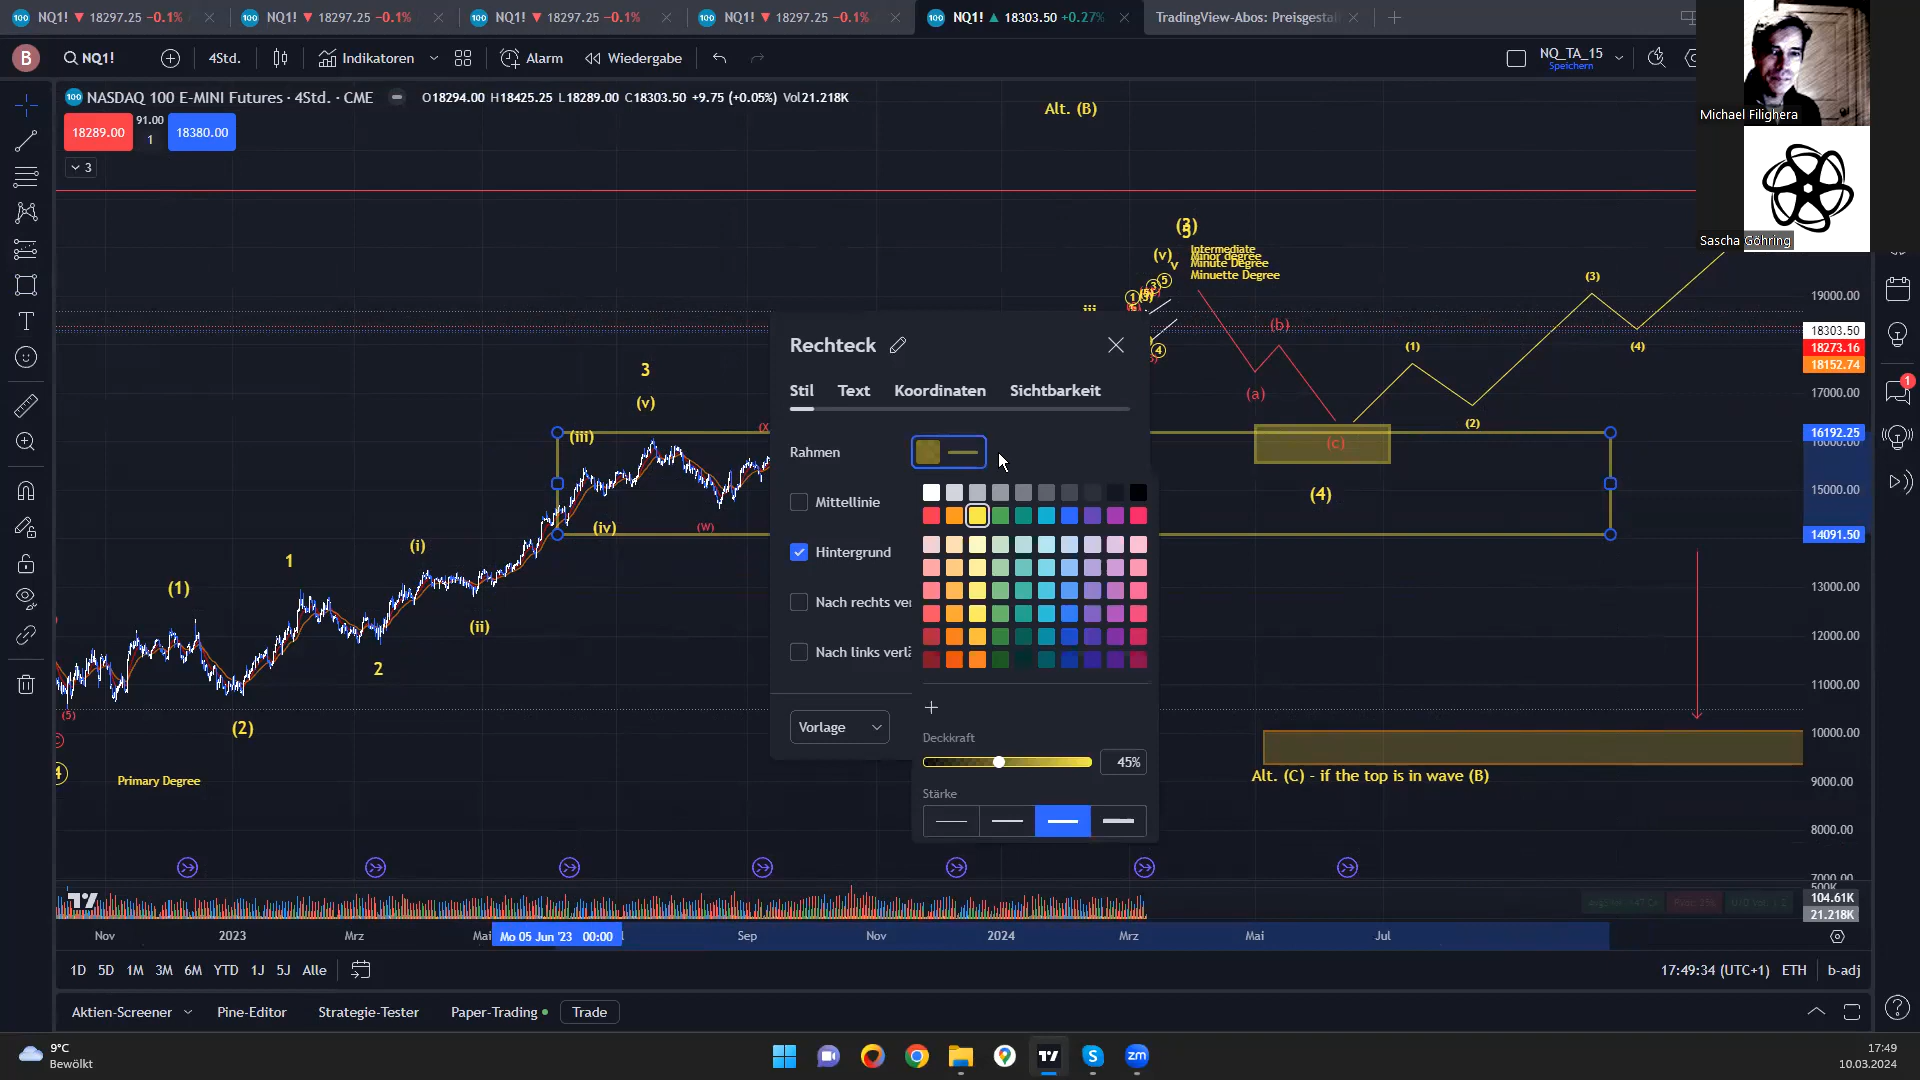 NQ1! ▼ 18297.25 −0.1%
NQ1! ▼ 18297.25 −0.1%
NQ1! ▼ 18297.25 −0.1%
NQ1! ▼ 18297.25 −0.1%
NQ1! ▲ 18303.50 +0.27%
TradingView-Abos: Preisgestal
B
NQ1!
4Std.
Indikatoren
Alarm
Wiedergabe
NQ_TA_15
Speichern
Michael Filighera
Sascha Göhring
NASDAQ 100 E-MINI Futures · 4Std. · CME
O18294.00 H18425.25 L18289.00 C18303.50 +9.75 (+0.05%) Vol21.218K
18289.00
91.00
1
18380.00
3
Alt. (B)
(v)
v
Intermediate
Minor degree
Minute Degree
Minuette Degree
iii
(3)
(b)
(1)
(4)
(a)
(2)
(c)
(4)
3
(v)
(iii)
(iv)
(W)
(i)
1
(1)
(ii)
2
(2)
(5)
4
Primary Degree
Alt. (C) - if the top is in wave (B)
Rechteck
Stil
Text
Koordinaten
Sichtbarkeit
Rahmen
Mittellinie
Hintergrund
Nach rechts ver
Nach links verlä
Vorlage
Deckkraft
45%
Stärke
19000.00
18303.50
18273.16
18152.74
17000.00
16192.25
16000.00
15000.00
14091.50
13000.00
12000.00
11000.00
10000.00
9000.00
8000.00
7000.00
500K
104.61K
21.218K
Nov
2023
Mrz
Mai
Mo 05 Jun '23 00:00
Sep
Nov
2024
Mrz
Mai
Jul
1D 5D 1M 3M 6M YTD 1J 5J Alle
17:49:34 (UTC+1) ETH b-adj
Aktien-Screener
Pine-Editor
Strategie-Tester
Paper-Trading
Trade
9°C
Bewölkt
17:49
10.03.2024